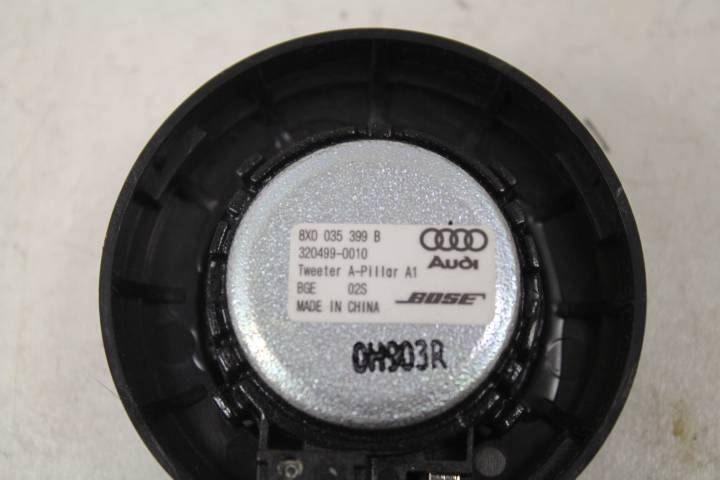 8X0 035 399 B
320499-0010
Tweeter A-Pillar A1
BGE 02S
MADE IN CHINA
Audi
BOSE
0H903R